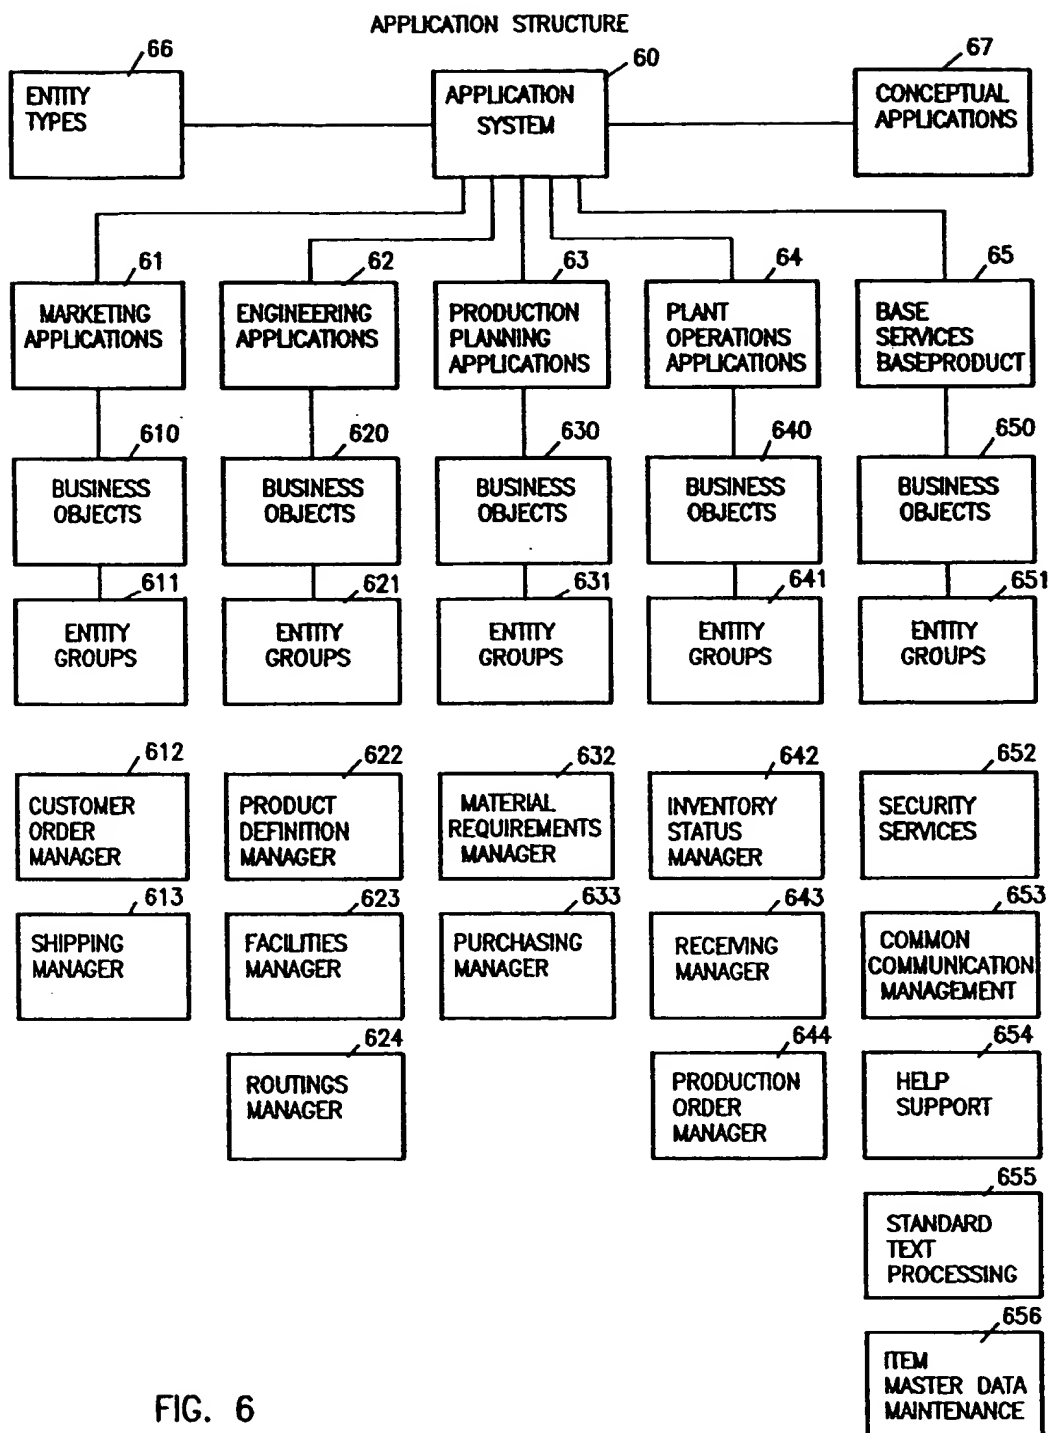 APPLICATION STRUCTURE
66
60
67
ENTITY
TYPES
APPLICATION
SYSTEM
CONCEPTUAL
APPLICATIONS
61
62
63
64
65
MARKETING
APPLICATIONS
ENGINEERING
APPLICATIONS
PRODUCTION
PLANNING
APPLICATIONS
PLANT
OPERATIONS
APPLICATIONS
BASE
SERVICES
BASEPRODUCT
610
620
630
640
650
BUSINESS
OBJECTS
BUSINESS
OBJECTS
BUSINESS
OBJECTS
BUSINESS
OBJECTS
BUSINESS
OBJECTS
611
621
631
641
651
ENTITY
GROUPS
ENTITY
GROUPS
ENTITY
GROUPS
ENTITY
GROUPS
ENTITY
GROUPS
612
622
632
642
652
CUSTOMER
ORDER
MANAGER
PRODUCT
DEFINITION
MANAGER
MATERIAL
REQUIREMENTS
MANAGER
INVENTORY
STATUS
MANAGER
SECURITY
SERVICES
613
623
633
643
653
SHIPPING
MANAGER
FACILITIES
MANAGER
PURCHASING
MANAGER
RECEIVING
MANAGER
COMMON
COMMUNICATION
MANAGEMENT
624
644
654
ROUTINGS
MANAGER
PRODUCTION
ORDER
MANAGER
HELP
SUPPORT
655
STANDARD
TEXT
PROCESSING
656
ITEM
MASTER DATA
MAINTENANCE
FIG. 6